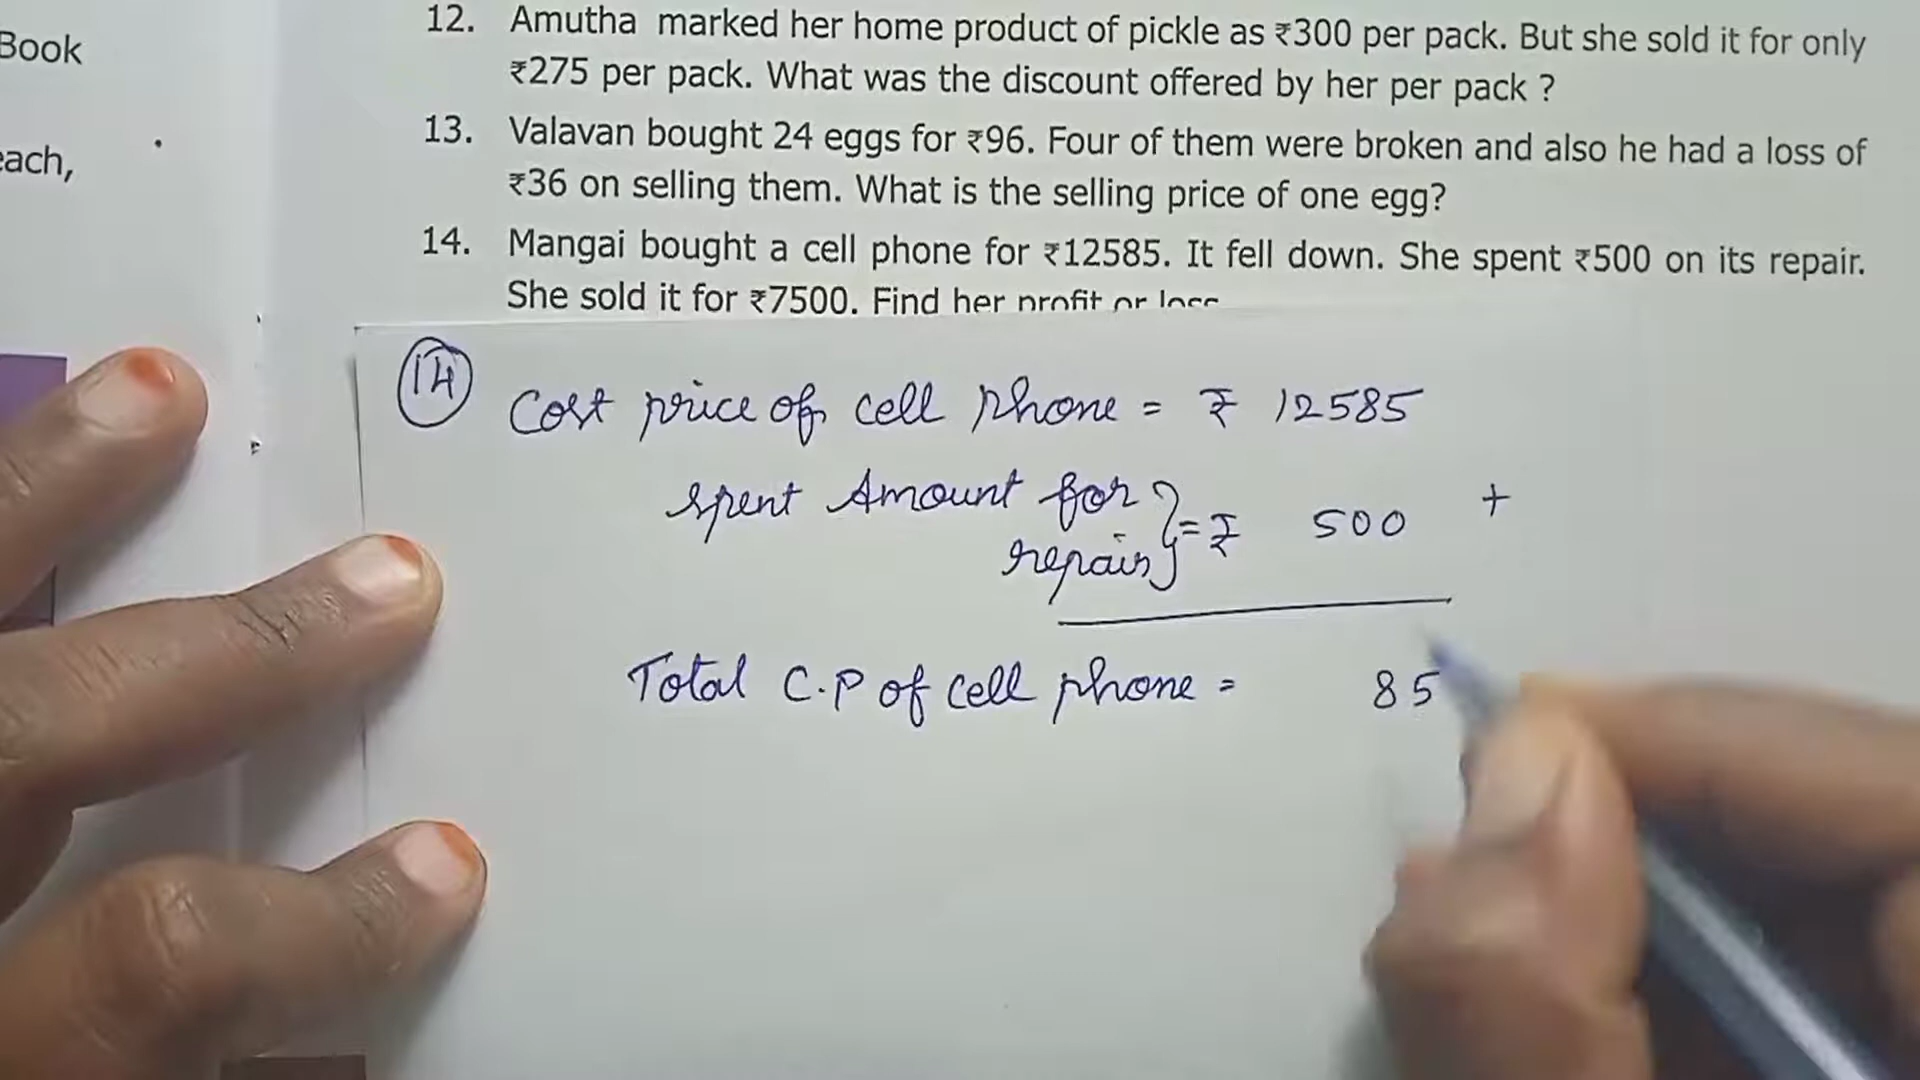 Book
each,
12. Amutha marked her home product of pickle as ₹300 per pack. But she sold it for only
₹275 per pack. What was the discount offered by her per pack ?
13. Valavan bought 24 eggs for ₹96. Four of them were broken and also he had a loss of
₹36 on selling them. What is the selling price of one egg?
14. Mangai bought a cell phone for ₹12585. It fell down. She spent ₹500 on its repair.
She sold it for ₹7500. Find her profit or loss
14 Cost price of cell phone = ₹ 12585
spent Amount for
repair } = ₹ 500 +
Total C.P of cell phone = 85